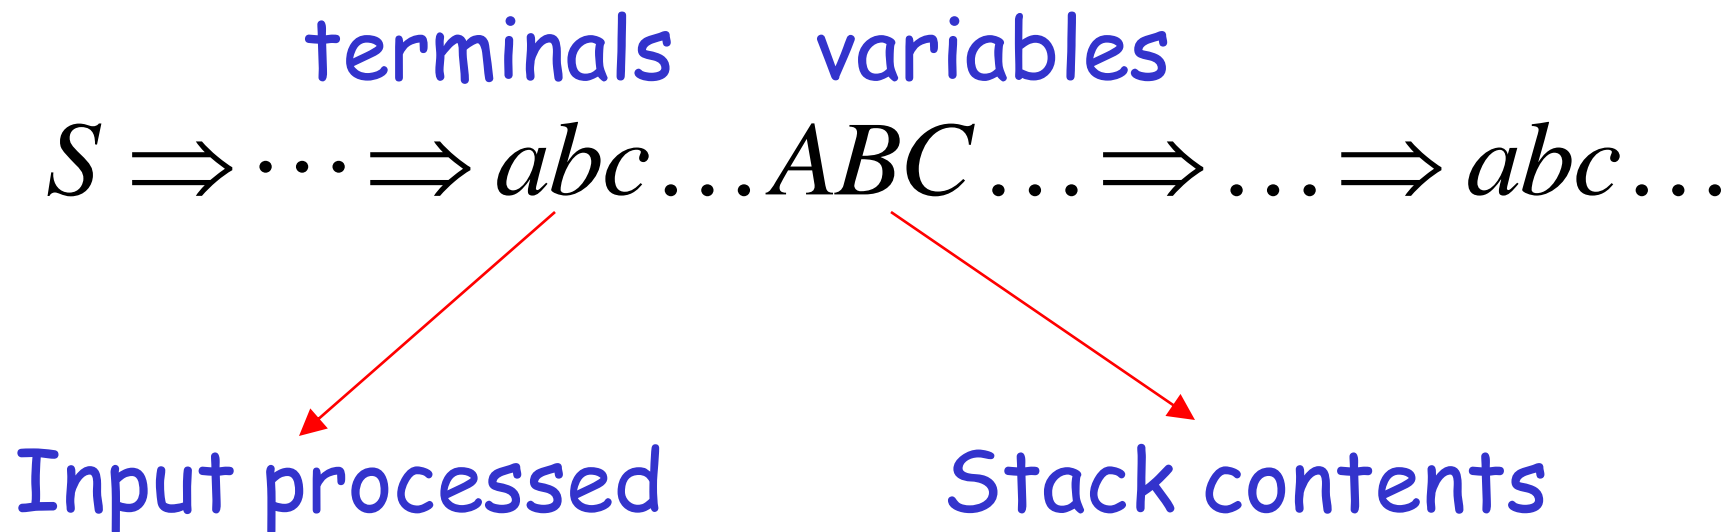 terminals variables
S ⇒ ⋯ ⇒ abc … ABC … ⇒ … ⇒ abc …
Input processed Stack contents